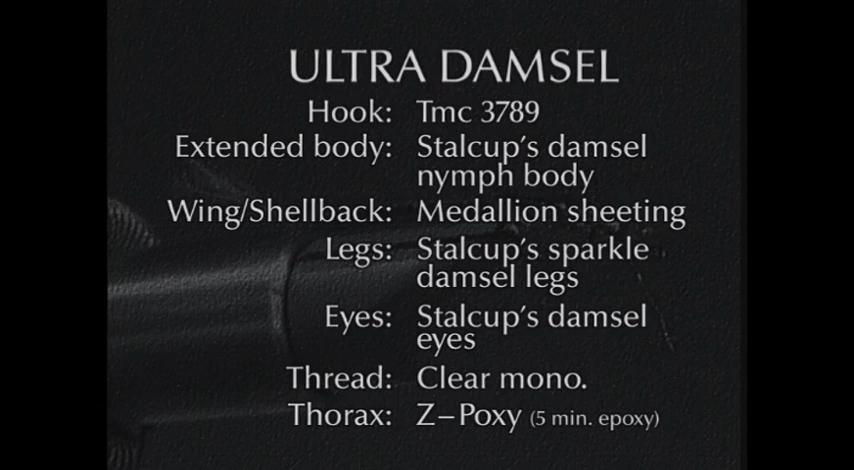 ULTRA DAMSEL
Hook: Tmc 3789
Extended body: Stalcup's damsel
nymph body
Wing/Shellback: Medallion sheeting
Legs: Stalcup's sparkle
damsel legs
Eyes: Stalcup's damsel
eyes
Thread: Clear mono.
Thorax: Z–Poxy (5 min. epoxy)